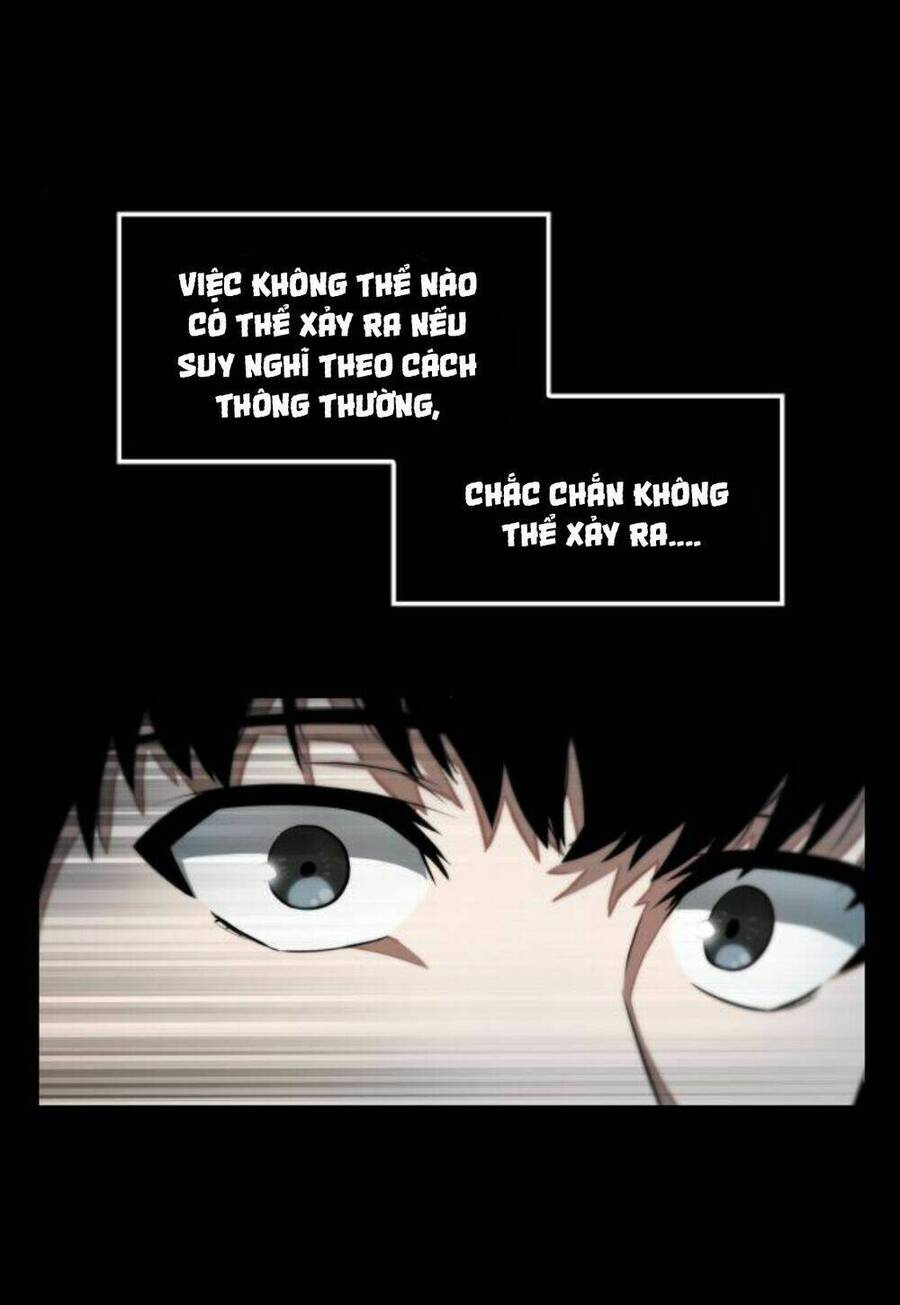 VIỆC KHÔNG THỂ NÀO
CÓ THỂ XẢY RA NẾU
SUY NGHĨ THEO CÁCH
THÔNG THƯỜNG,
CHẮC CHẮN KHÔNG
THỂ XẢY RA....